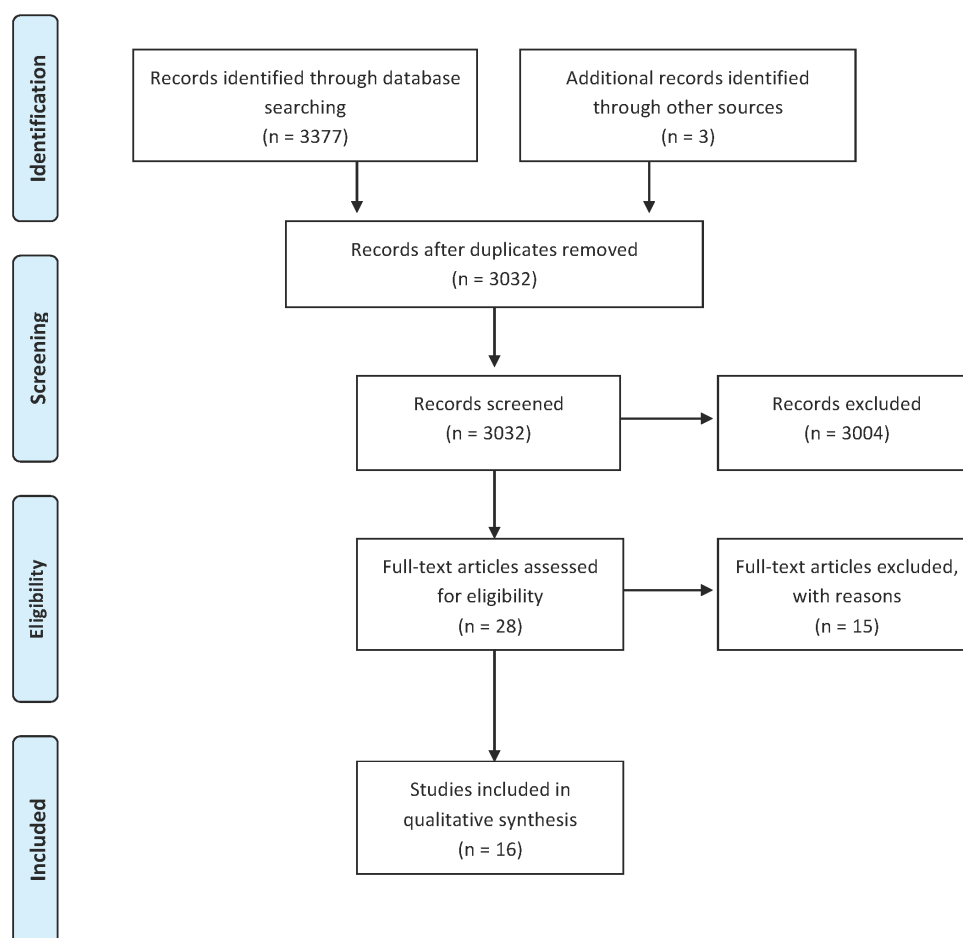 Identification
Records identified through database
searching
(n = 3377)
Additional records identified
through other sources
(n = 3)
Records after duplicates removed
(n = 3032)
Screening
Records screened
(n = 3032)
Records excluded
(n = 3004)
Eligibility
Full-text articles assessed
for eligibility
(n = 28)
Full-text articles excluded,
with reasons
(n = 15)
Included
Studies included in
qualitative synthesis
(n = 16)